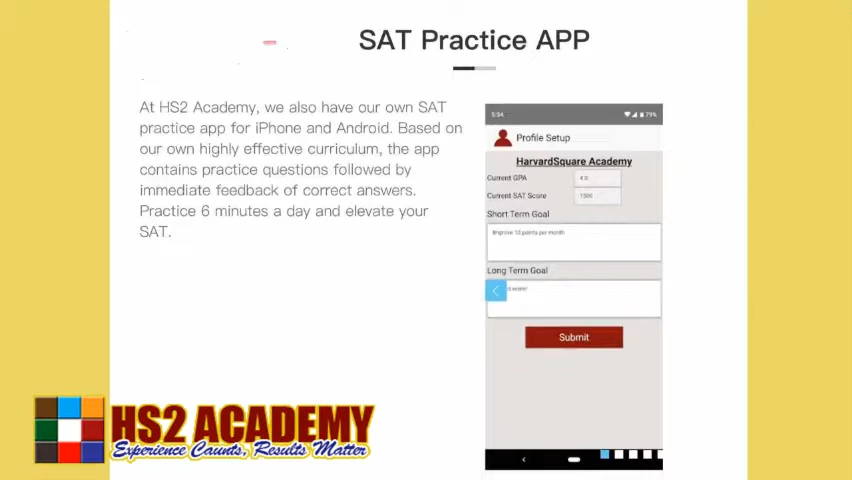 SAT Practice APP
At HS2 Academy, we also have our own SAT
practice app for iPhone and Android. Based on
our own highly effective curriculum, the app
contains practice questions followed by
immediate feedback of correct answers.
Practice 6 minutes a day and elevate your
SAT.
5:34
79%
Profile Setup
HarvardSquare Academy
Current GPA
4.0
Current SAT Score
1500
Short Term Goal
Improve 10 points per month
Long Term Goal
Submit
HS2 ACADEMY
Experience Counts, Results Matter